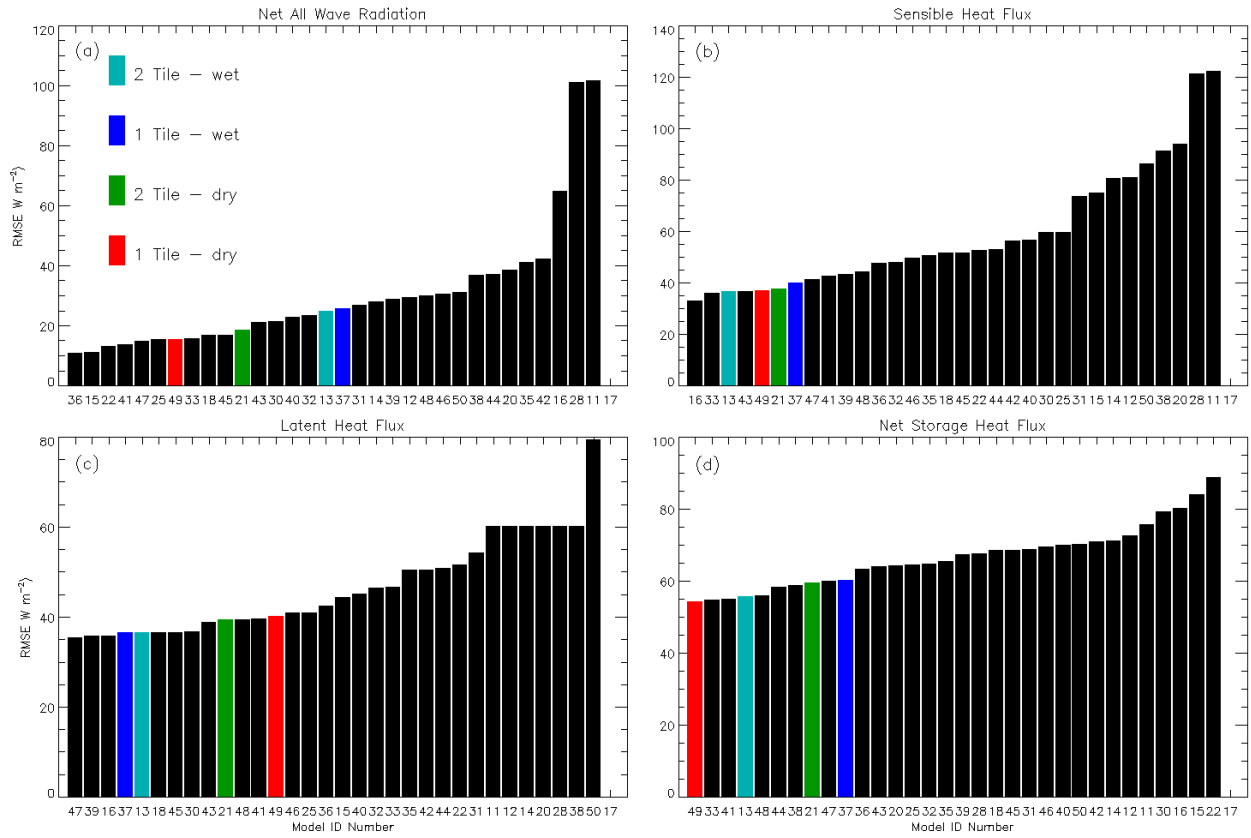 Net All Wave Radiation
(a)
120
100
80
60
40
20
0
RMSE W m⁻²)
2 Tile – wet
1 Tile – wet
2 Tile – dry
1 Tile – dry
36 15 22 41 47 25 49 33 18 45 21 43 30 40 32 13 37 31 14 39 12 48 46 50 38 44 20 35 42 16 28 11 17
Sensible Heat Flux
(b)
140
120
100
80
60
40
20
0
16 33 13 43 49 21 37 47 41 39 48 36 32 46 35 18 45 22 44 42 40 30 25 31 15 14 12 50 38 20 28 11 17
Latent Heat Flux
(c)
80
60
40
20
0
RMSE W m⁻²)
47 39 16 37 13 18 45 30 43 21 48 41 49 46 25 36 15 40 32 33 35 42 44 22 31 11 12 14 20 28 38 50 17
Model ID Number
Net Storage Heat Flux
(d)
100
80
60
40
20
0
49 33 41 13 48 44 38 21 47 37 36 43 20 25 32 35 39 28 18 45 31 46 40 50 42 14 12 11 30 16 15 22 17
Model ID Number